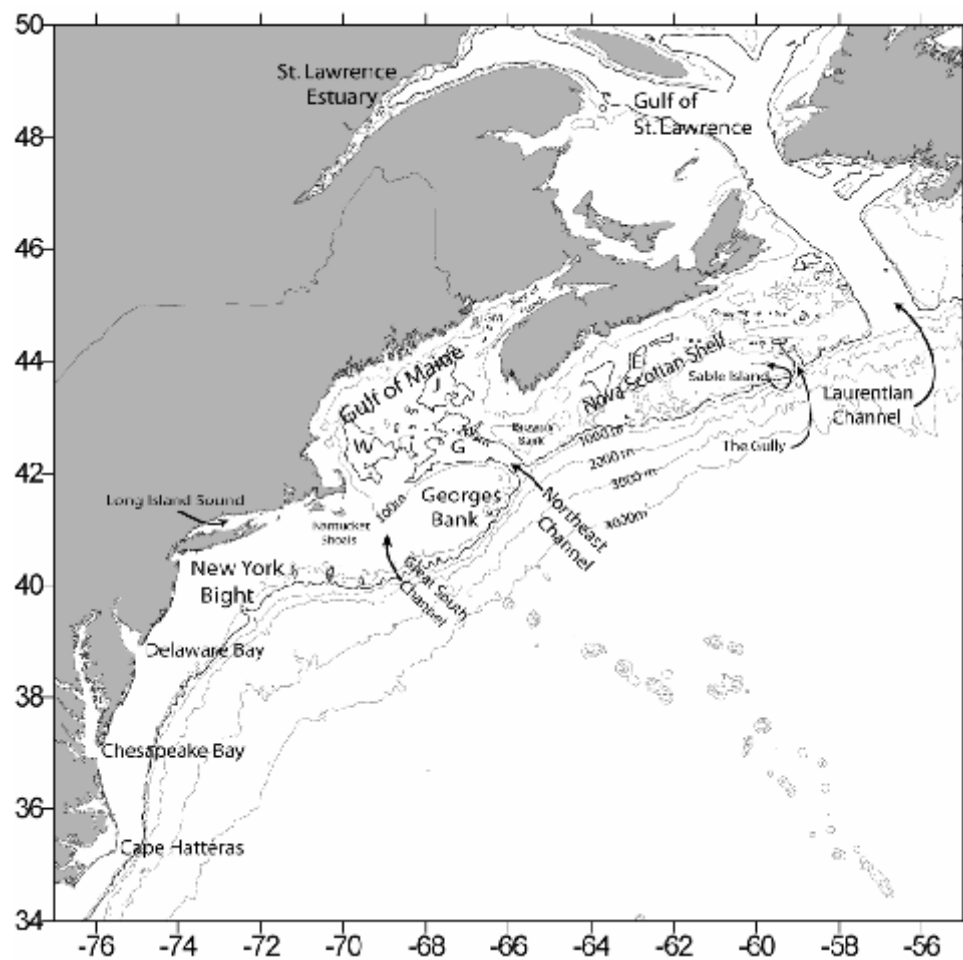 50
48
46
44
42
40
38
36
34
St. Lawrence
Estuary
Gulf of
St. Lawrence
Gulf of Maine
Nova Scotian Shelf
Sable Island
Laurentian
Channel
The Gully
W
G
Bank
1000 m
2000 m
3000 m
4000m
100m
Georges
Bank
Northeast
Channel
Long Island Sound
Nantucket
Shoals
Great South
Channel
New York
Bight
Delaware Bay
Chesapeake Bay
Cape Hatteras
-76
-74
-72
-70
-68
-66
-64
-62
-60
-58
-56